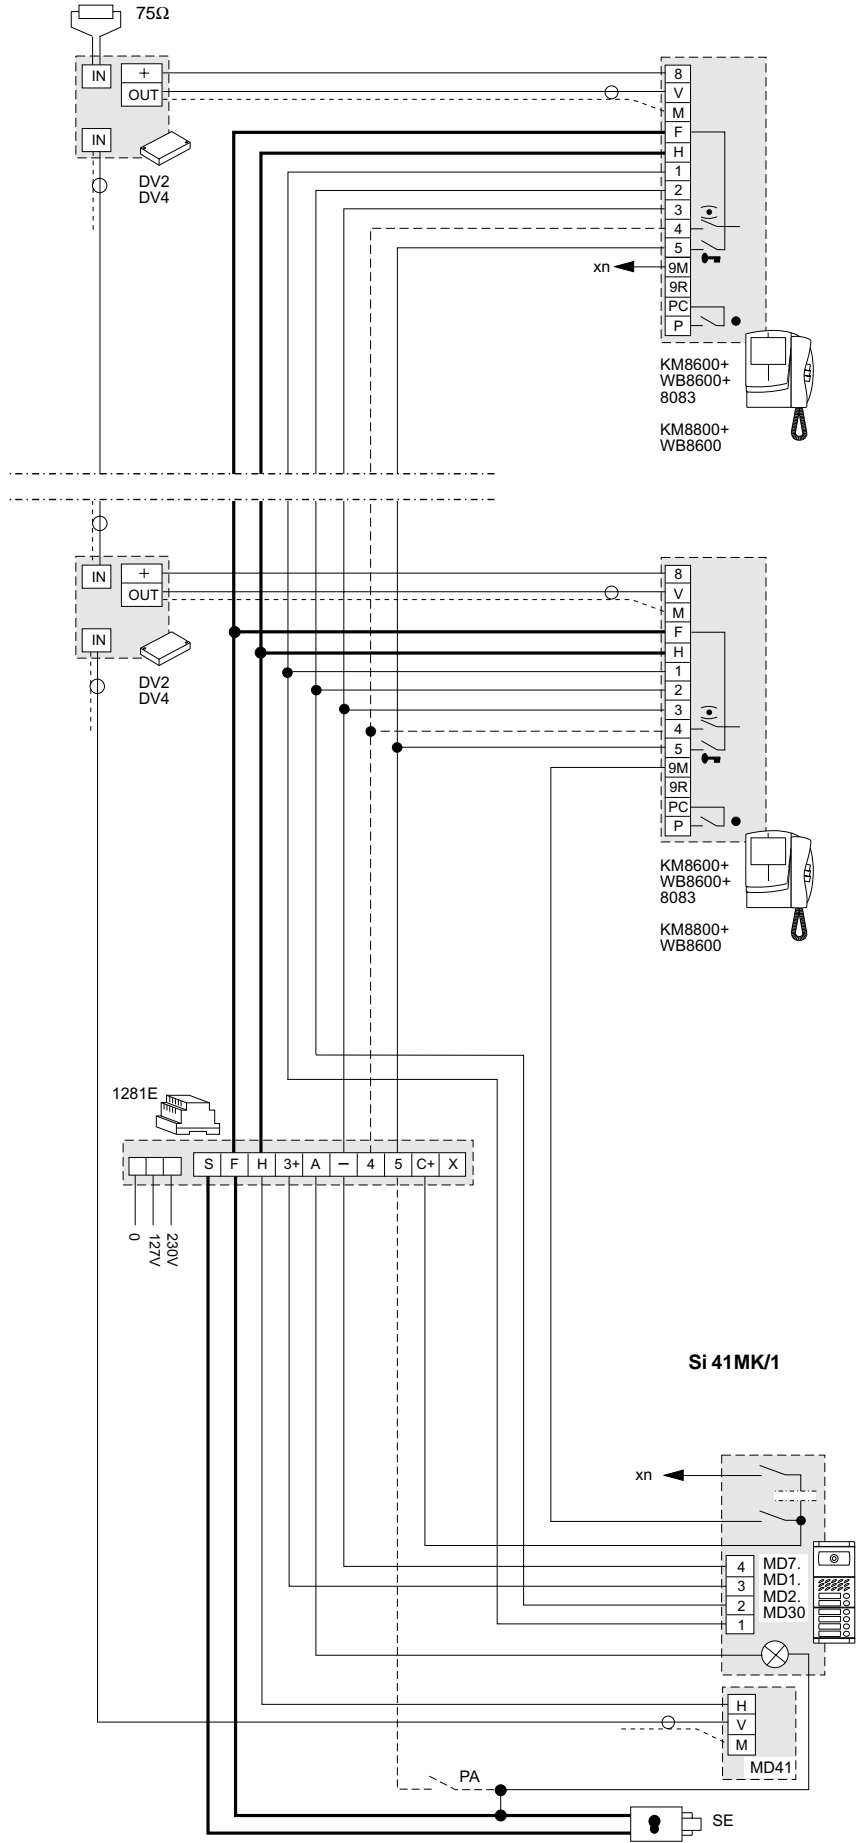 75Ω
IN
+
OUT
IN
DV2
DV4
8
V
M
F
H
1
2
3
4
5
9M
9R
PC
P
xn
KM8600+
WB8600+
8083
KM8800+
WB8600
IN
+
OUT
IN
DV2
DV4
8
V
M
F
H
1
2
3
4
5
9M
9R
PC
P
KM8600+
WB8600+
8083
KM8800+
WB8600
1281E
S F H 3+ A – 4 5 C+ X
0
127V
230V
Si 41MK/1
xn
4
3
2
1
MD7.
MD1.
MD2.
MD30
H
V
M
MD41
PA
SE